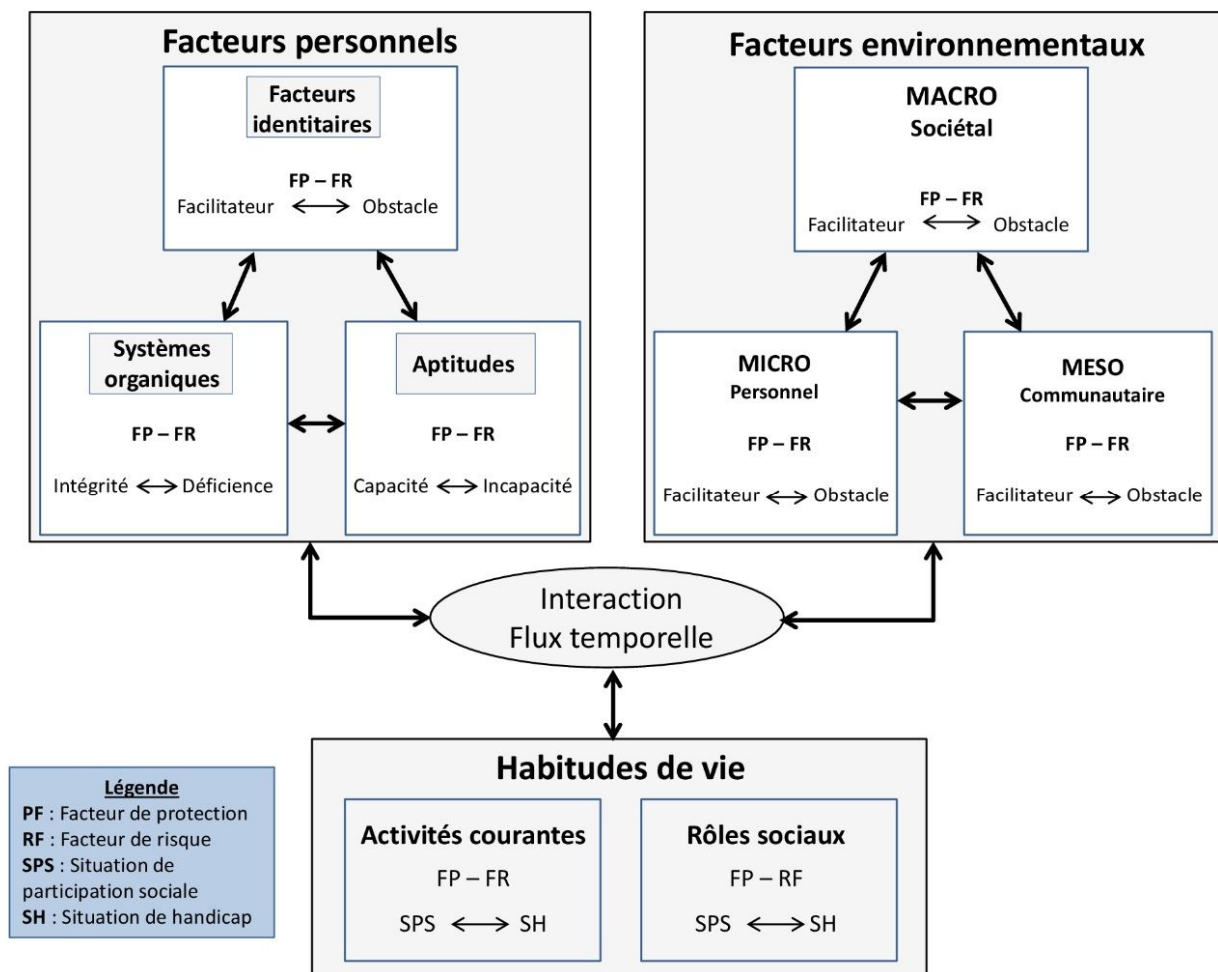 Facteurs personnels
Facteurs
identitaires
FP – FR
Facilitateur Obstacle
Systèmes
organiques
FP – FR
Intégrité Déficience
Aptitudes
FP – FR
Capacité Incapacité
Facteurs environnementaux
MACRO
Sociétal
FP – FR
Facilitateur Obstacle
MICRO
Personnel
FP – FR
Facilitateur Obstacle
MESO
Communautaire
FP – FR
Facilitateur Obstacle
Interaction
Flux temporelle
Habitudes de vie
Activités courantes
FP – FR
SPS SH
Rôles sociaux
FP – RF
SPS SH
Légende
PF : Facteur de protection
RF : Facteur de risque
SPS : Situation de
participation sociale
SH : Situation de handicap